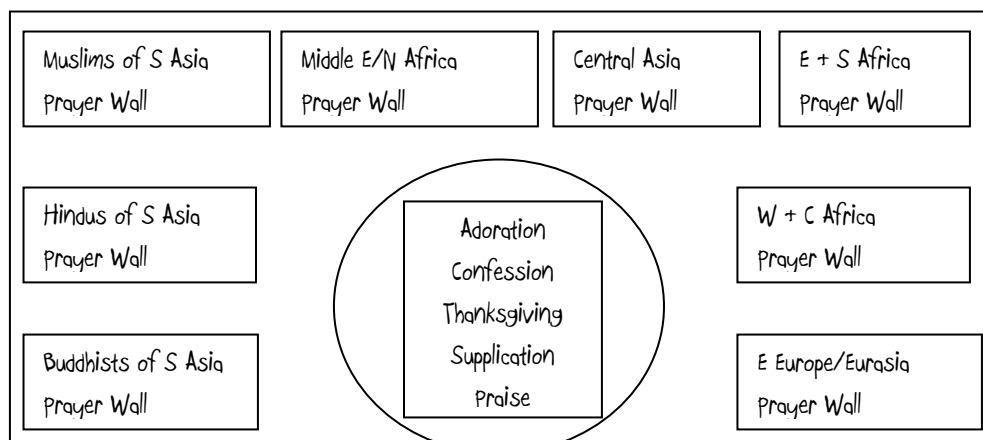 Muslims of S Asia
Prayer Wall
Middle E/N Africa
Prayer Wall
Central Asia
Prayer Wall
E + S Africa
Prayer Wall
Hindus of S Asia
Prayer Wall
Adoration
Confession
Thanksgiving
Supplication
Praise
W + C Africa
Prayer Wall
Buddhists of S Asia
Prayer Wall
E Europe/Eurasia
Prayer Wall